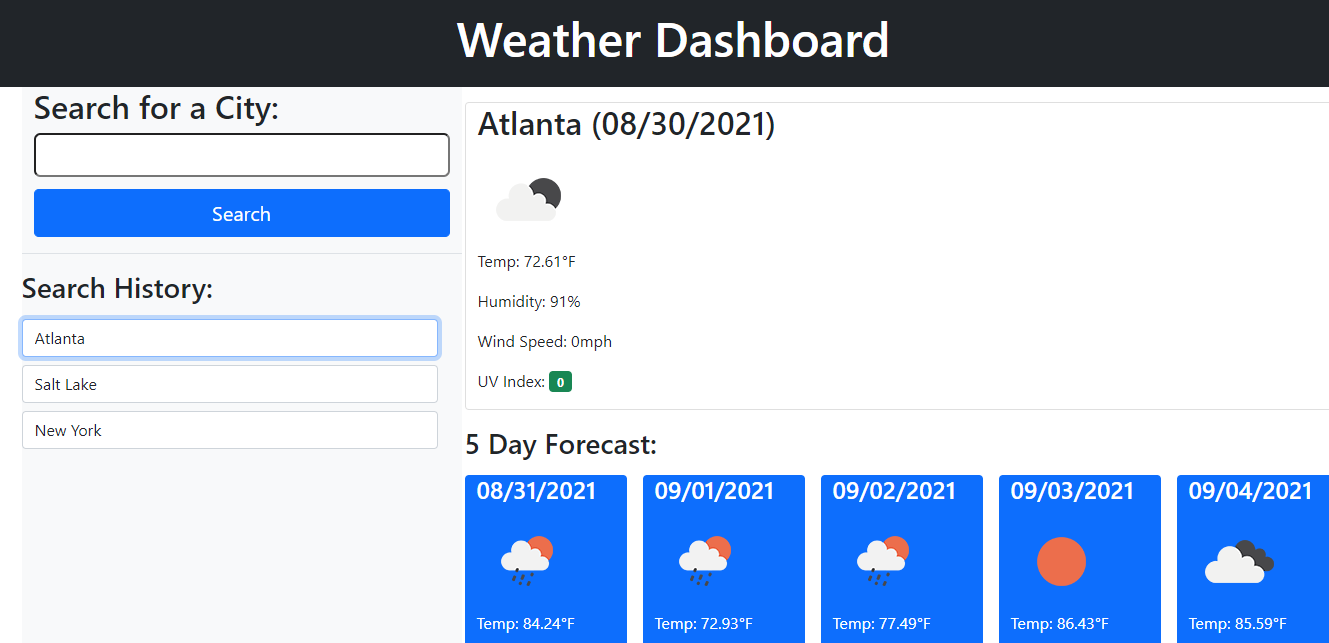 Weather Dashboard
Search for a City:
Search
Search History:
Atlanta
Salt Lake
New York
Atlanta (08/30/2021)
Temp: 72.61°F
Humidity: 91%
Wind Speed: 0mph
UV Index: 0
5 Day Forecast:
08/31/2021
Temp: 84.24°F
09/01/2021
Temp: 72.93°F
09/02/2021
Temp: 77.49°F
09/03/2021
Temp: 86.43°F
09/04/2021
Temp: 85.59°F